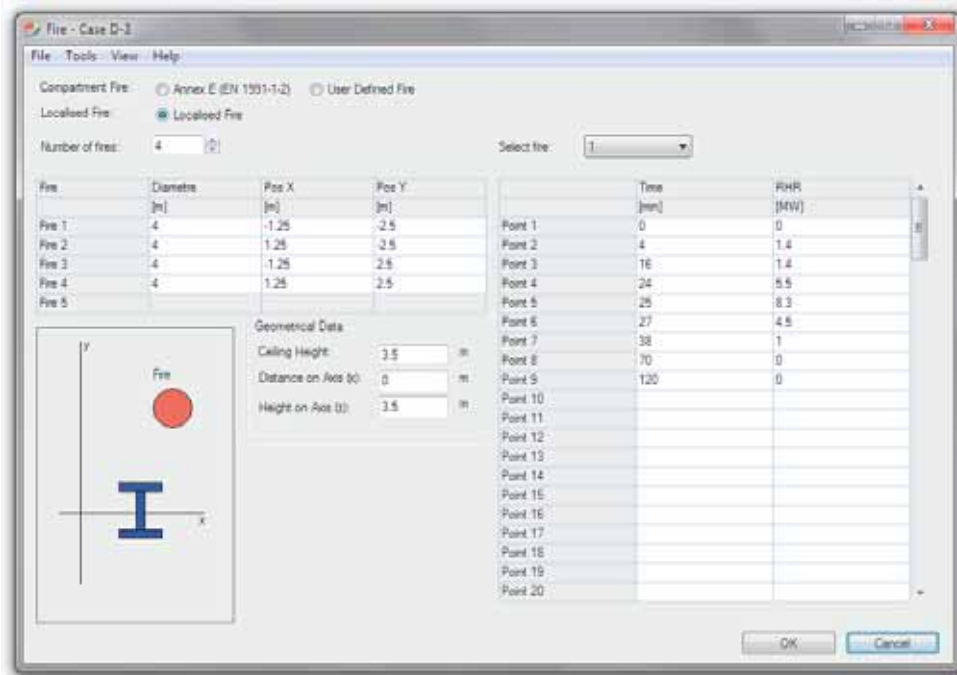 Fire - Case D-3
File Tools View Help
Compartment Fire: Annex E (EN 1991-1-2) User Defined Fire
Localised Fire: Localised Fire
Number of fires: 4 Select fire: 1
Fire Diametre Pos X Pos Y
[m] [m] [m]
Fire 1 4 -1.25 -2.5
Fire 2 4 1.25 -2.5
Fire 3 4 -1.25 2.5
Fire 4 4 1.25 2.5
Fire 5
Time RHR
[min] [MW]
Point 1 0 0
Point 2 4 1.4
Point 3 16 1.4
Point 4 24 5.5
Point 5 25 8.3
Point 6 27 4.5
Point 7 38 1
Point 8 70 0
Point 9 120 0
Point 10
Point 11
Point 12
Point 13
Point 14
Point 15
Point 16
Point 17
Point 18
Point 19
Point 20
Geometrical Data
Ceiling Height: 3.5 m
Distance on Axis (x): 0 m
Height on Axis (z): 3.5 m
y
Fire
x
OK Cancel